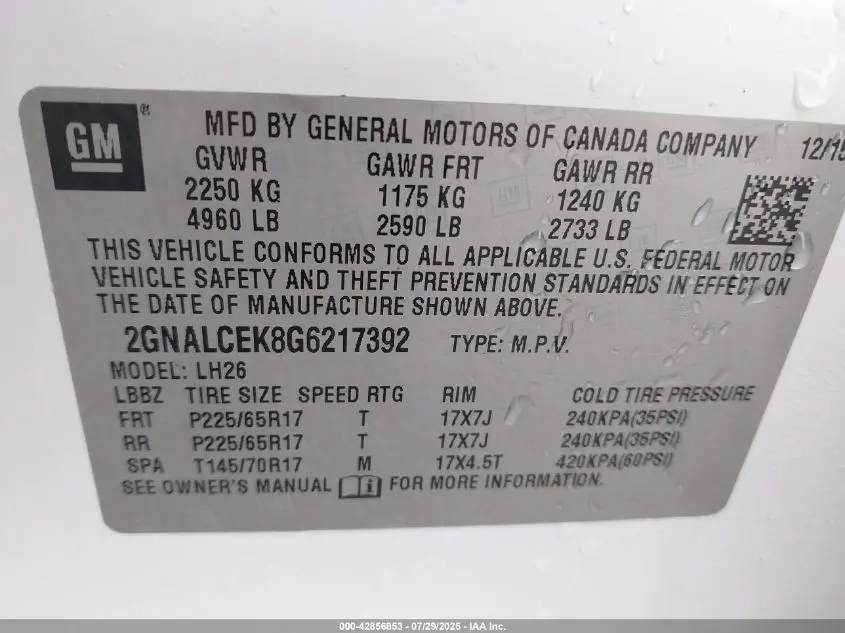 GM ®
MFD BY GENERAL MOTORS OF CANADA COMPANY 12/15
GVWR GAWR FRT GAWR RR
2250 KG 1175 KG 1240 KG
4960 LB 2590 LB 2733 LB
THIS VEHICLE CONFORMS TO ALL APPLICABLE U.S. FEDERAL MOTOR
VEHICLE SAFETY AND THEFT PREVENTION STANDARDS IN EFFECT ON
THE DATE OF MANUFACTURE SHOWN ABOVE.
2GNALCEK8G6217392 TYPE: M.P.V.
MODEL: LH26
LBBZ TIRE SIZE SPEED RTG RIM COLD TIRE PRESSURE
FRT P225/65R17 T 17X7J 240KPA(35PSI)
RR P225/65R17 T 17X7J 240KPA(35PSI)
SPA T145/70R17 M 17X4.5T 420KPA(60PSI)
SEE OWNER'S MANUAL i FOR MORE INFORMATION.
000-42856853 - 07/29/2025 - IAA Inc.